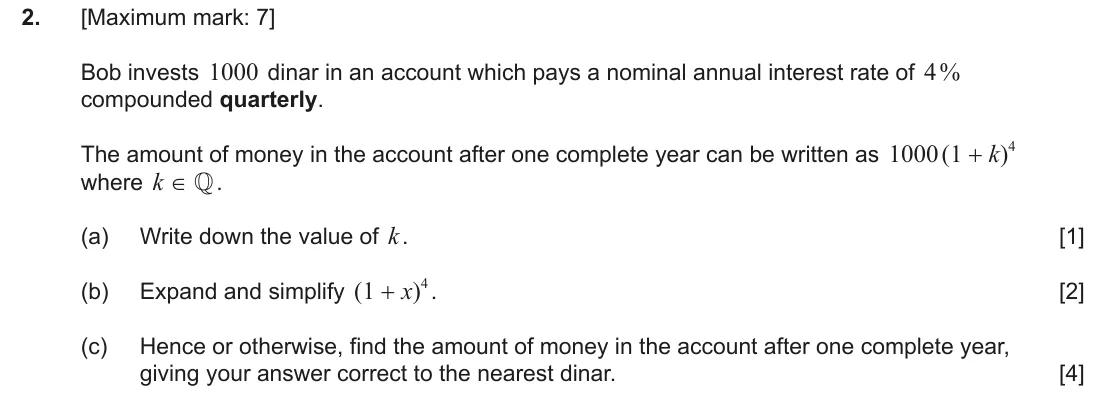 2. [Maximum mark: 7]
Bob invests 1000 dinar in an account which pays a nominal annual interest rate of 4%
compounded quarterly.
The amount of money in the account after one complete year can be written as 1000(1 + k)⁴
where k ∈ ℚ.
(a) Write down the value of k. [1]
(b) Expand and simplify (1 + x)⁴. [2]
(c) Hence or otherwise, find the amount of money in the account after one complete year,
giving your answer correct to the nearest dinar. [4]